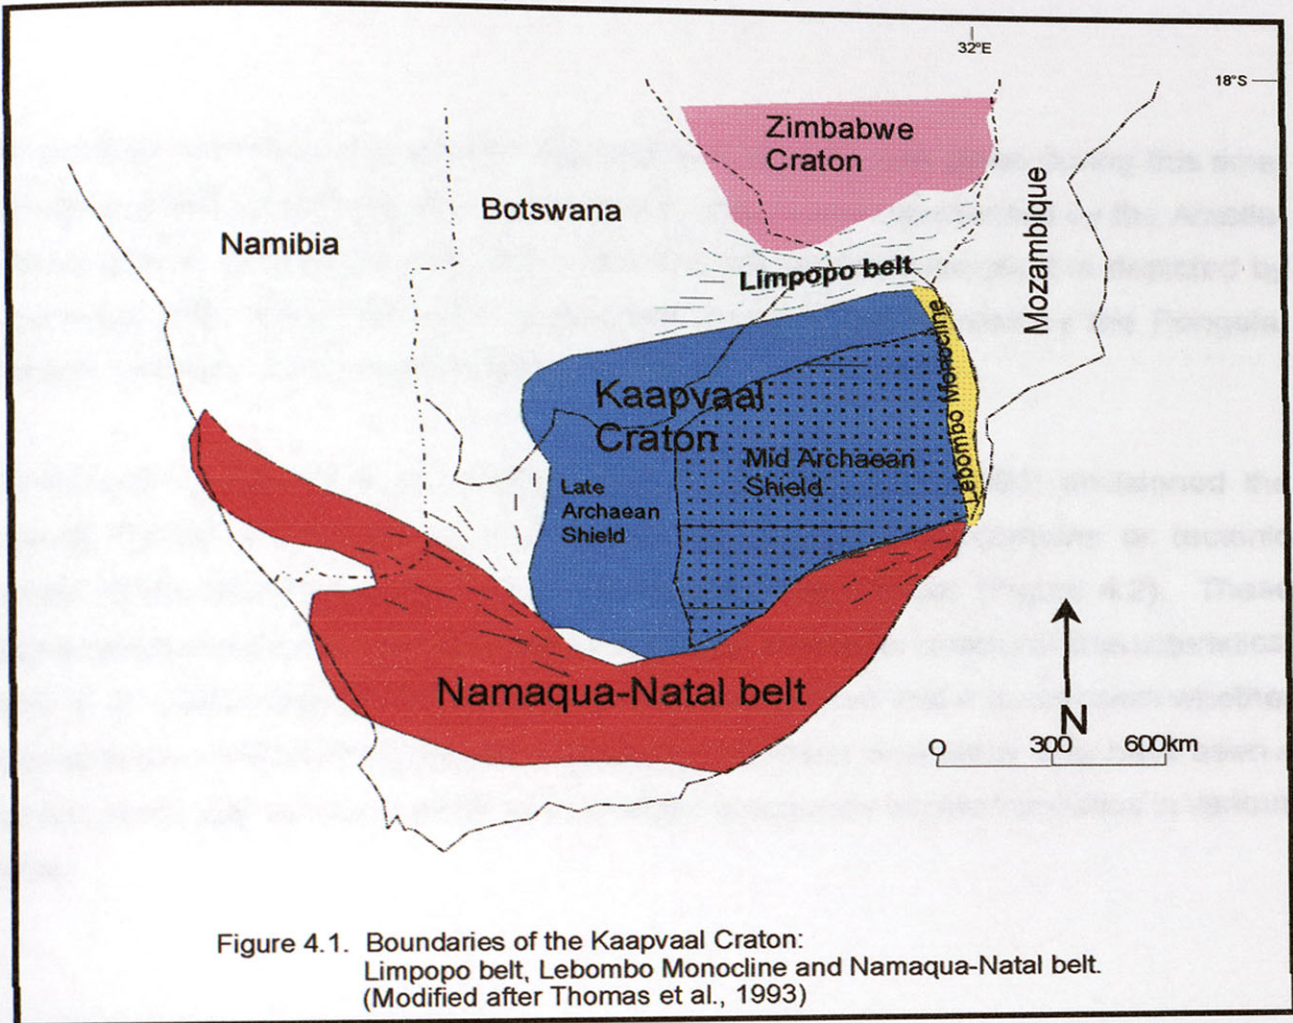 32°E
18°S
Zimbabwe
Craton
Botswana
Namibia
Mozambique
Limpopo belt
Lebombo Monocline
Kaapvaal
Craton
Mid Archaean
Shield
Late
Archaean
Shield
Namaqua-Natal belt
N
O 300 600km
Figure 4.1. Boundaries of the Kaapvaal Craton:
Limpopo belt, Lebombo Monocline and Namaqua-Natal belt.
(Modified after Thomas et al., 1993)